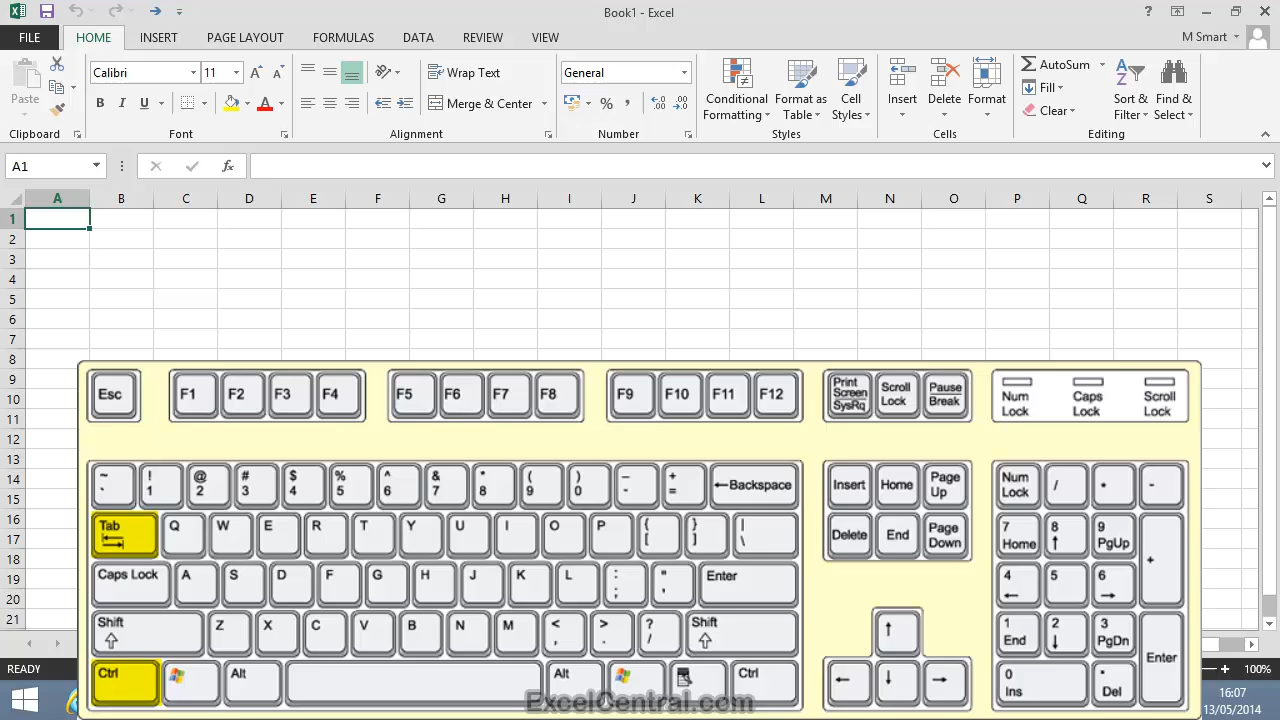 Book1 - Excel
FILE HOME INSERT PAGE LAYOUT FORMULAS DATA REVIEW VIEW M Smart
Calibri 11 Wrap Text General AutoSum
Paste B I U Merge & Center % , Conditional Formatting Format as Table Cell Styles Insert Delete Format Fill Clear Sort & Filter Find & Select
Clipboard Font Alignment Number Styles Cells Editing
A1 fx
A B C D E F G H I J K L M N O P Q R S
1
2
3
4
5
6
7
8
9
10
11
12
13
14
15
16
17
18
19
20
21
Esc F1 F2 F3 F4 F5 F6 F7 F8 F9 F10 F11 F12 Print Screen SysRq Scroll Lock Pause Break Num Lock Caps Lock Scroll Lock
~ ` ! 1 @ 2 # 3 $ 4 % 5 ^ 6 & 7 * 8 ( 9 ) 0 _ - + = ←Backspace Insert Home Page Up Num Lock / * -
Tab Q W E R T Y U I O P { [ } ] | \ Delete End Page Down 7 Home 8 ↑ 9 PgUp +
Caps Lock A S D F G H J K L : ; " ' Enter 4 ← 5 6 →
Shift Z X C V B N M < , > . ? / Shift ↑ 1 End 2 ↓ 3 PgDn Enter
Ctrl Alt Alt Ctrl ← ↓ → 0 Ins . Del
READY 100%
ExcelCentral.com
16:07
13/05/2014